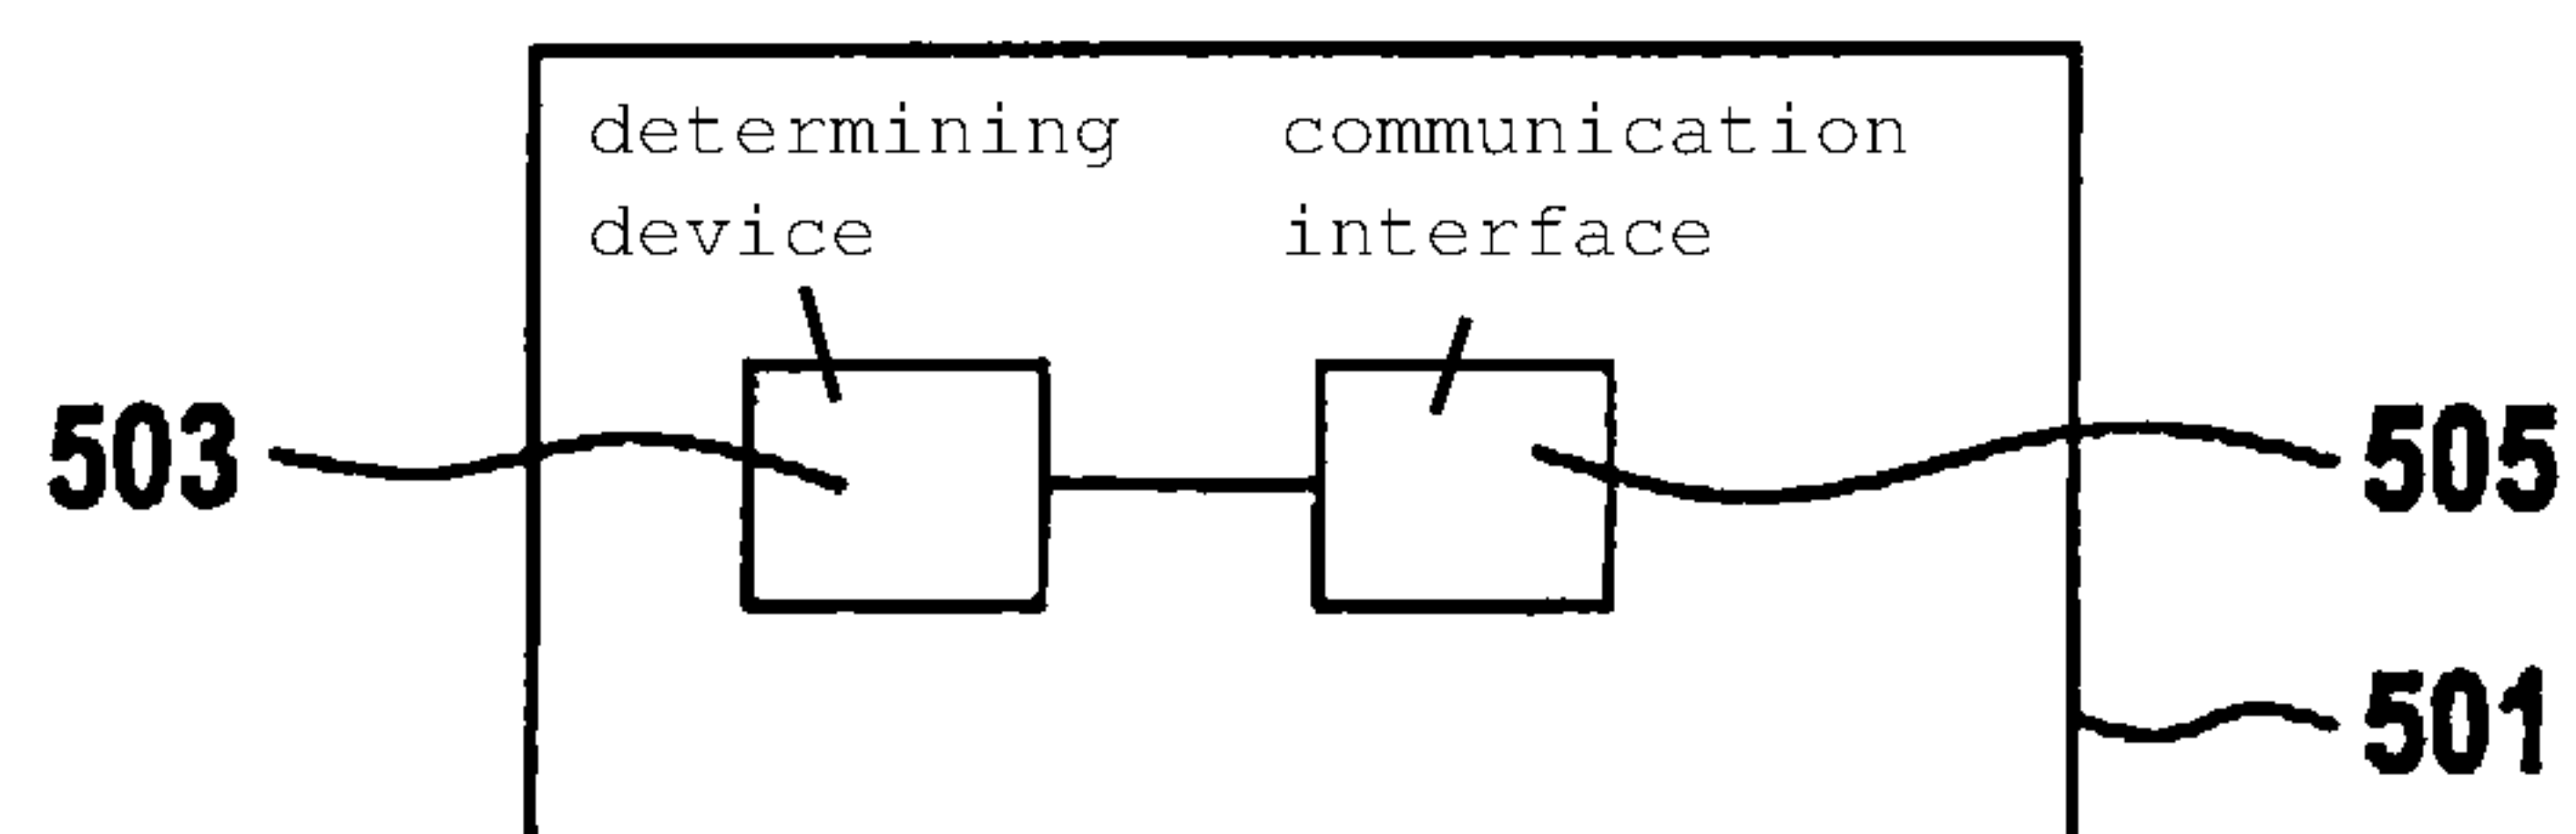 determining
device
communication
interface
503
505
501